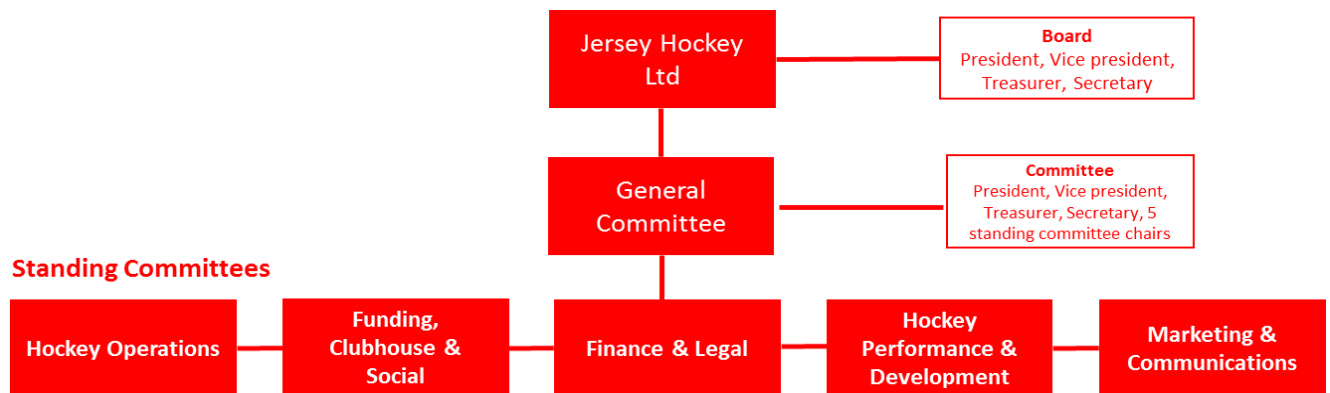 Jersey Hockey
Ltd
Board
President, Vice president,
Treasurer, Secretary
General
Committee
Committee
President, Vice president,
Treasurer, Secretary, 5
standing committee chairs
Standing Committees
Hockey Operations
Funding,
Clubhouse &
Social
Finance & Legal
Hockey
Performance &
Development
Marketing &
Communications